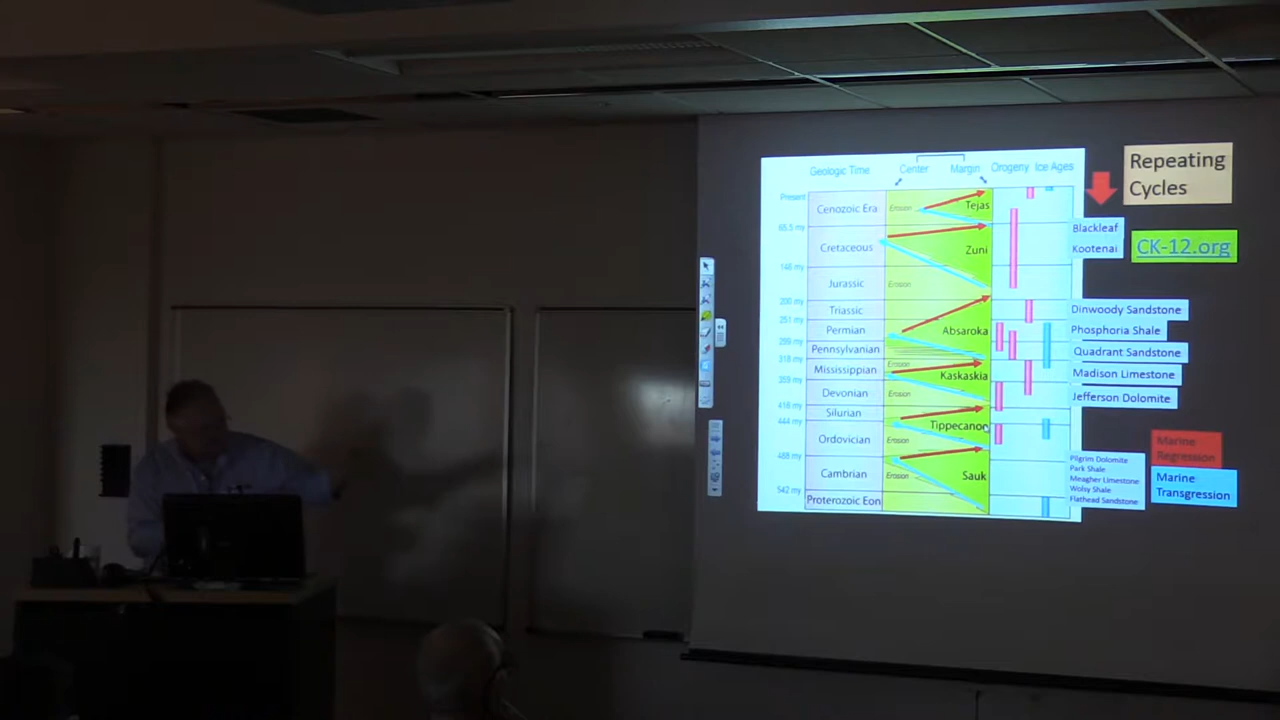 Geologic Time
Center
Margin
Orogeny
Ice Ages
Repeating
Cycles
Present
Cenozoic Era
Erosion
Tejas
65.5 my
Cretaceous
Zuni
Blackleaf
Kootenai
CK-12.org
146 my
Jurassic
Erosion
200 my
Triassic
Dinwoody Sandstone
251 my
Permian
Absaroka
Phosphoria Shale
299 my
Pennsylvanian
Quadrant Sandstone
318 my
Mississippian
Erosion
Kaskaskia
Madison Limestone
359 my
Devonian
Erosion
Jefferson Dolomite
416 my
Silurian
444 my
Tippecanoe
Ordovician
Erosion
Marine
Regression
488 my
Cambrian
Erosion
Sauk
Pilgrim Dolomite
Park Shale
Meagher Limestone
Wolsy Shale
Flathead Sandstone
Marine
Transgression
542 my
Proterozoic Eon